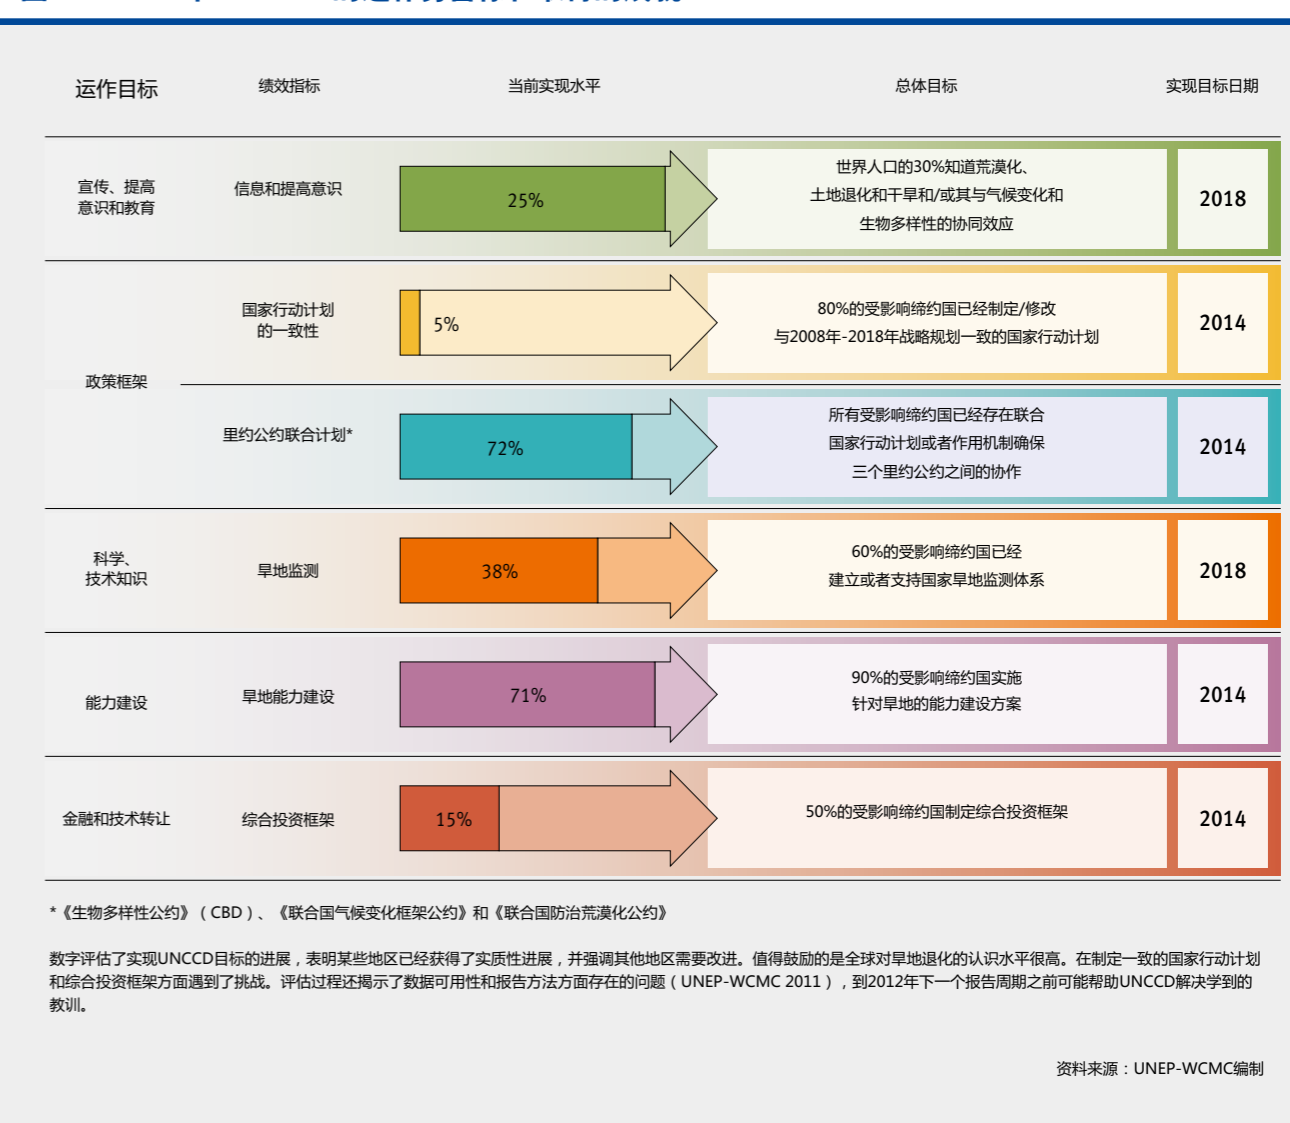 运作目标
绩效指标
当前实现水平
总体目标
实现目标日期
宣传、提高
意识和教育
信息和提高意识
25%
世界人口的30%知道荒漠化、
土地退化和干旱和/或其与气候变化和
生物多样性的协同效应
2018
政策框架
国家行动计划
的一致性
5%
80%的受影响缔约国已经制定/修改
与2008年-2018年战略规划一致的国家行动计划
2014
里约公约联合计划*
72%
所有受影响缔约国已经存在联合
国家行动计划或者作用机制确保
三个里约公约之间的协作
2014
科学、
技术知识
旱地监测
38%
60%的受影响缔约国已经
建立或者支持国家旱地监测体系
2018
能力建设
旱地能力建设
71%
90%的受影响缔约国实施
针对旱地的能力建设方案
2014
金融和技术转让
综合投资框架
15%
50%的受影响缔约国制定综合投资框架
2014
*《生物多样性公约》（CBD）、《联合国气候变化框架公约》和《联合国防治荒漠化公约》
数字评估了实现UNCCD目标的进展，表明某些地区已经获得了实质性进展，并强调其他地区需要改进。值得鼓励的是全球对旱地退化的认识水平很高。在制定一致的国家行动计划
和综合投资框架方面遇到了挑战。评估过程还揭示了数据可用性和报告方法方面存在的问题（UNEP-WCMC 2011），到2012年下一个报告周期之前可能帮助UNCCD解决学到的
教训。
资料来源：UNEP-WCMC编制